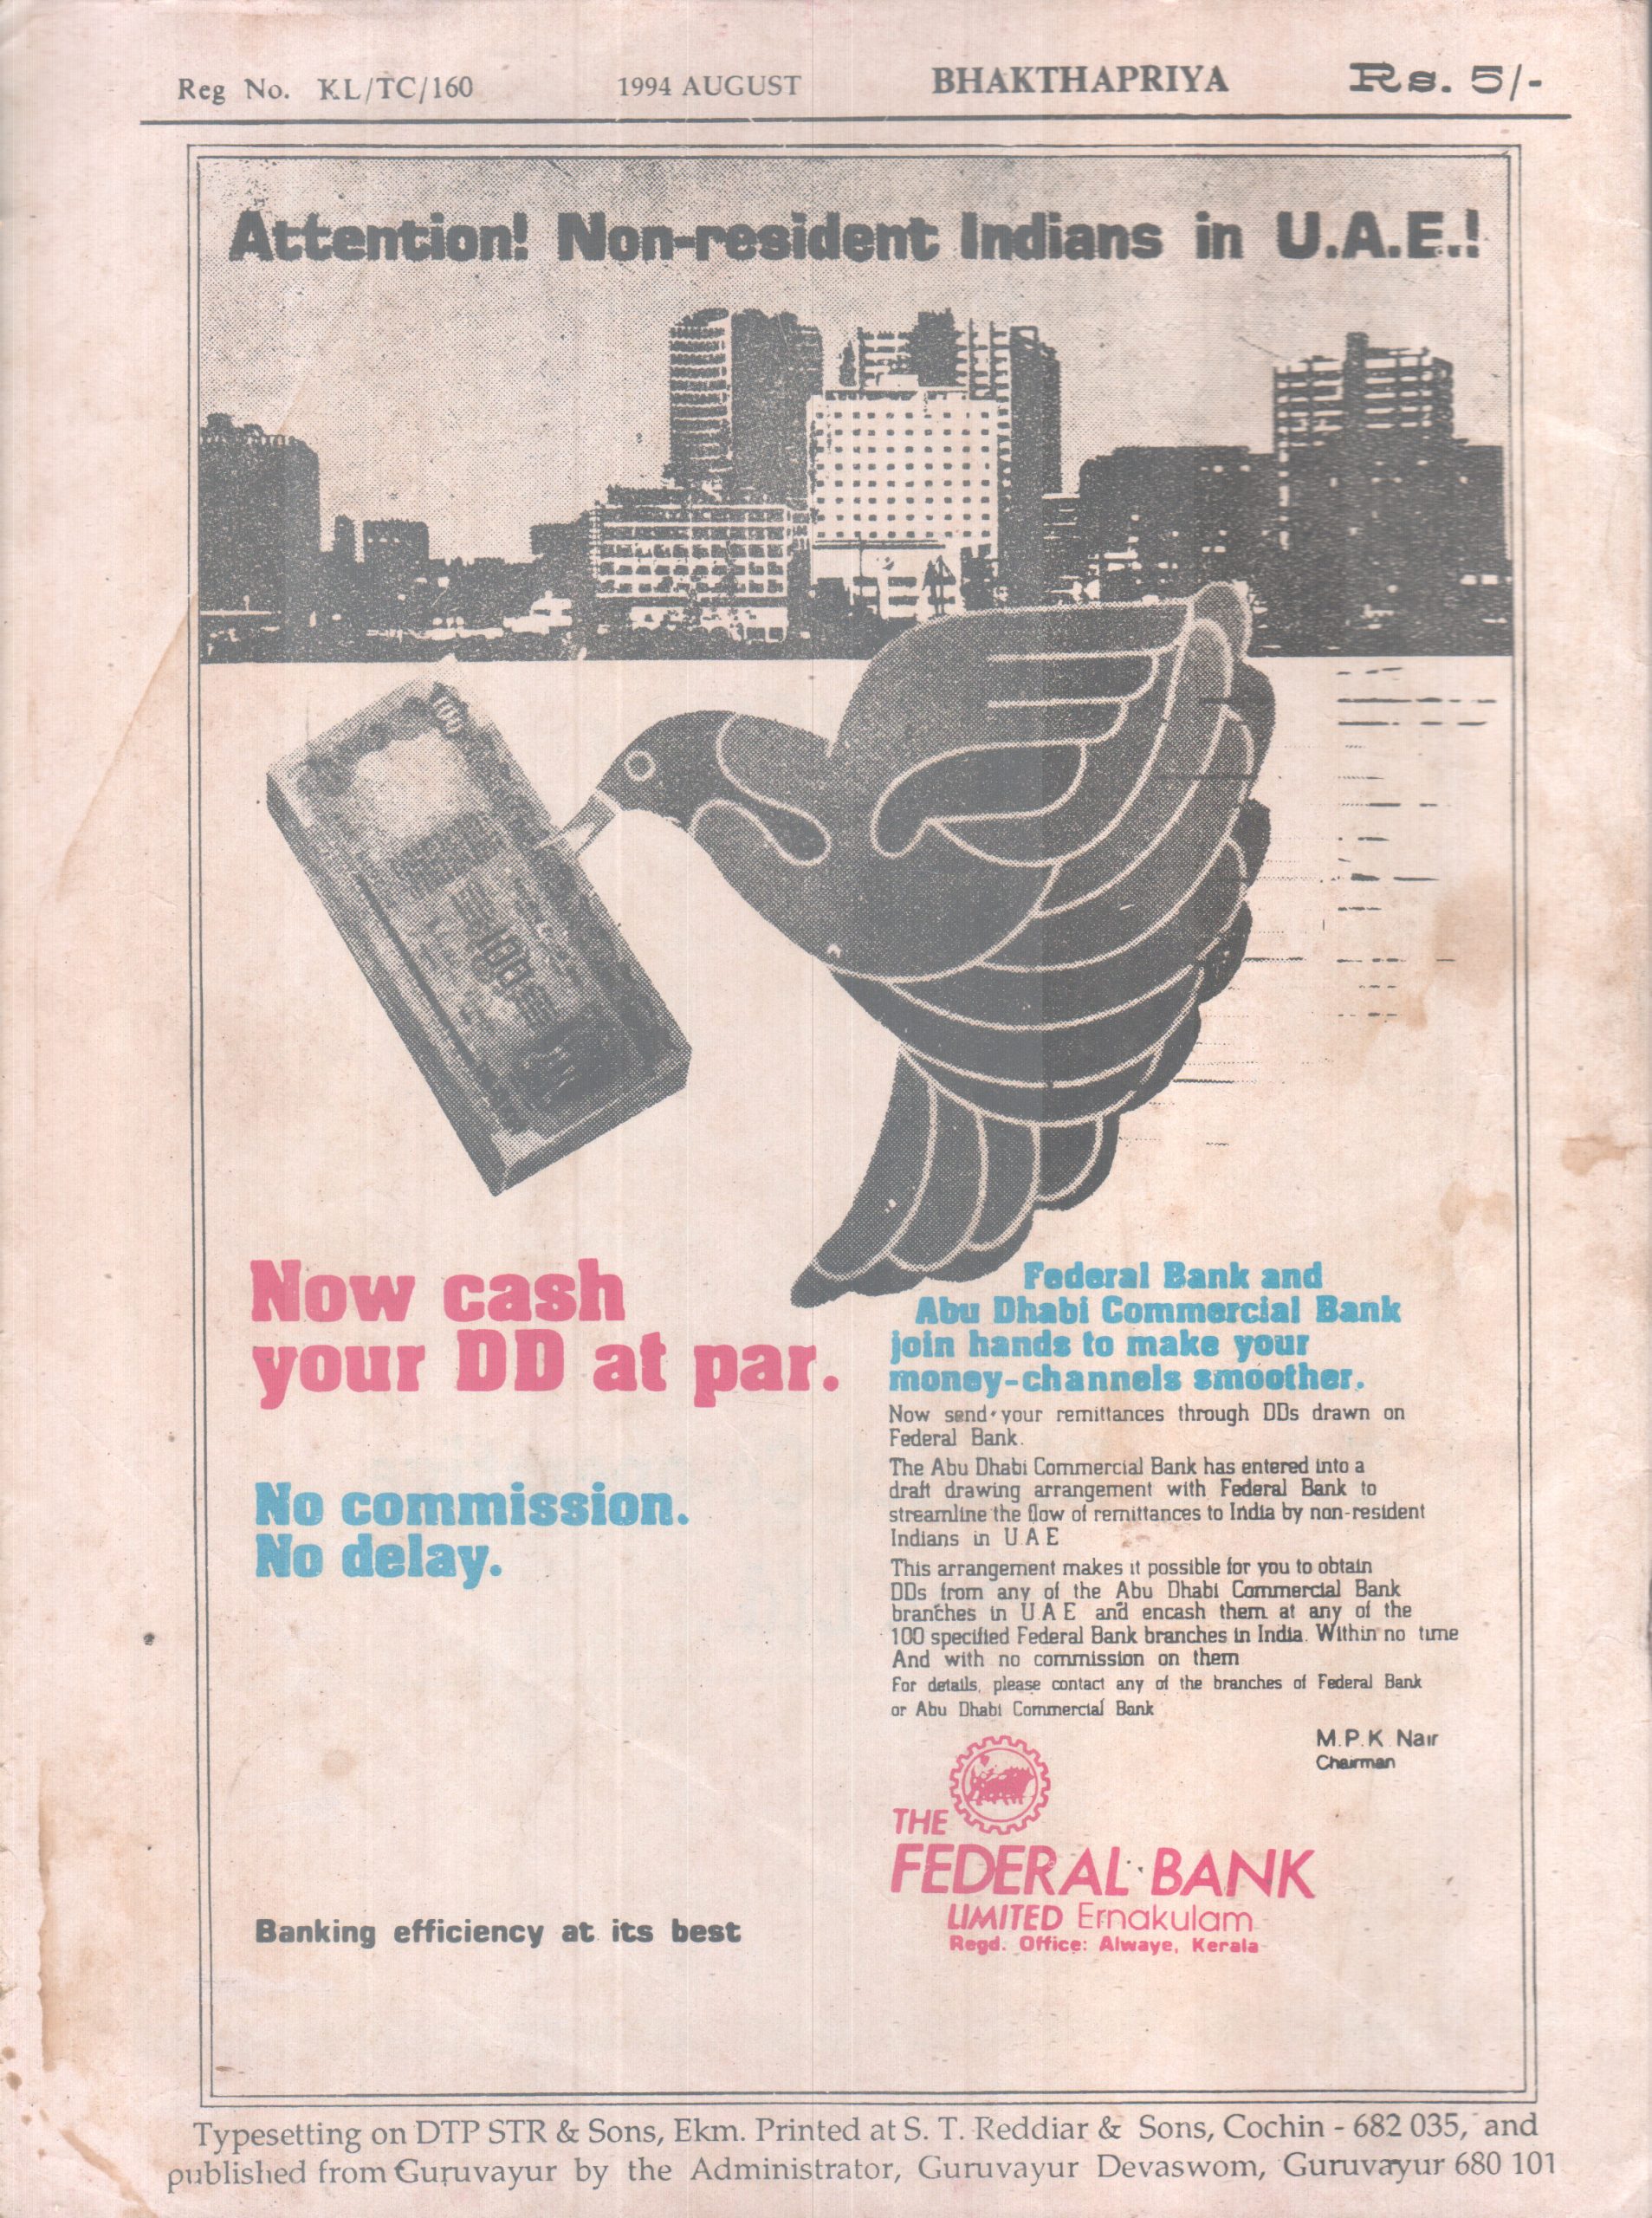 Reg No. KL/TC/160 1994 AUGUST BHAKTHAPRIYA Rs. 5/-
Attention! Non-resident Indians in U.A.E.!
100
100
Now cash
your DD at par.
No commission.
No delay.
Banking efficiency at its best
Federal Bank and
Abu Dhabi Commercial Bank
join hands to make your
money-channels smoother.
Now send your remittances through DDs drawn on
Federal Bank.
The Abu Dhabi Commercial Bank has entered into a
draft drawing arrangement with Federal Bank to
streamline the flow of remittances to India by non-resident
Indians in U A E
This arrangement makes it possible for you to obtain
DDs from any of the Abu Dhabi Commercial Bank
branches in U.A E and encash them at any of the
100 specified Federal Bank branches in India. Within no time
And with no commission on them
For details, please contact any of the branches of Federal Bank
or Abu Dhabi Commercial Bank
M.P.K Nair
Chairman
THE
FEDERAL BANK
LIMITED Ernakulam
Regd. Office: Alwaye, Kerala
Typesetting on DTP STR & Sons, Ekm. Printed at S. T. Reddiar & Sons, Cochin - 682 035, and
published from Guruvayur by the Administrator, Guruvayur Devaswom, Guruvayur 680 101